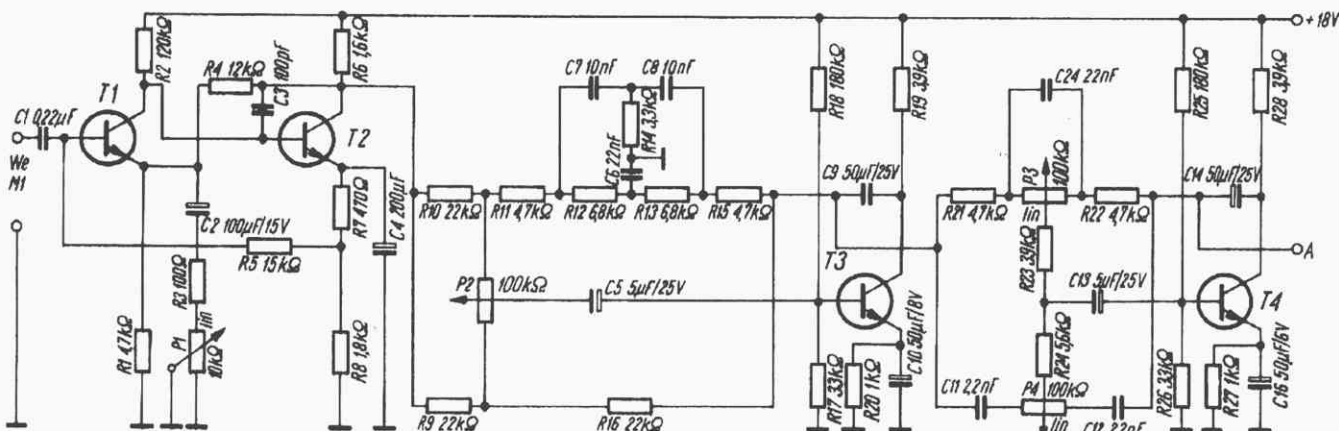 +18V
R2 120kΩ
R6 1,6kΩ
R4 12kΩ
C3 100pF
T1
T2
C1 0,22µF
We
M1
C2 100µF/15V
R7 470Ω
C4 200µF
R5 15kΩ
R3 100Ω
R1 4,7kΩ
P1
lin
10kΩ
R8 1,8kΩ
C7 10nF
C8 10nF
R14 3,3kΩ
C6 22nF
R10 22kΩ
R11 4,7kΩ
R12 6,8kΩ
R13 6,8kΩ
R15 4,7kΩ
P2
100kΩ
C5 5µF/25V
R9 22kΩ
R16 22kΩ
R18 180kΩ
R19 3,9kΩ
C9 50µF/25V
T3
C10 50µF/8V
R17 33kΩ
R20 1kΩ
C24 22nF
P3
100kΩ
lin
R21 4,7kΩ
R22 4,7kΩ
R23 3,9kΩ
C13 5µF/25V
R24 5,6kΩ
C11 2,2nF
P4
100kΩ
lin
C12 2,2nF
R25 180kΩ
R28 3,9kΩ
C14 50µF/25V
A
T4
R26 33kΩ
R27 1kΩ
C16 50µF/6V